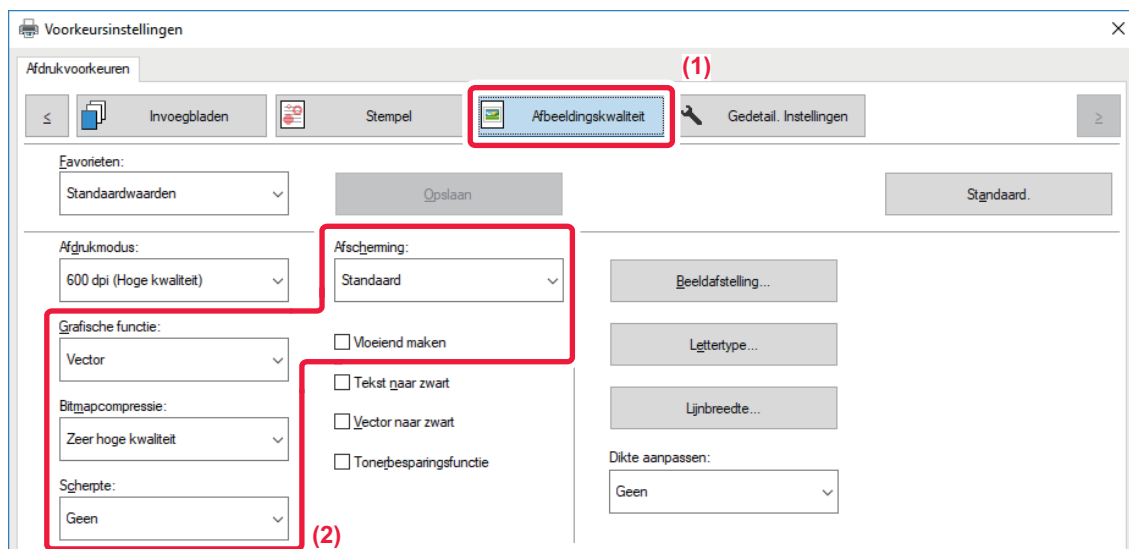 Voorkeursinstellingen
Afdrukvoorkeuren
(1)
< Invoegbladen Stempel Afbeeldingskwaliteit Gedetail. Instellingen >
Favorieten:
Standaardwaarden Opslaan Standaard.
Afdrukmodus: Afscherming:
600 dpi (Hoge kwaliteit) Standaard Beeldafstelling...
Grafische functie:
Vloeiend maken Lettertype...
Vector
Tekst naar zwart
Bitmapcompressie: Lijnbreedte...
Vector naar zwart
Zeer hoge kwaliteit
Tonerbesparingsfunctie Dikte aanpassen:
Scherpte:
Geen Geen
(2)